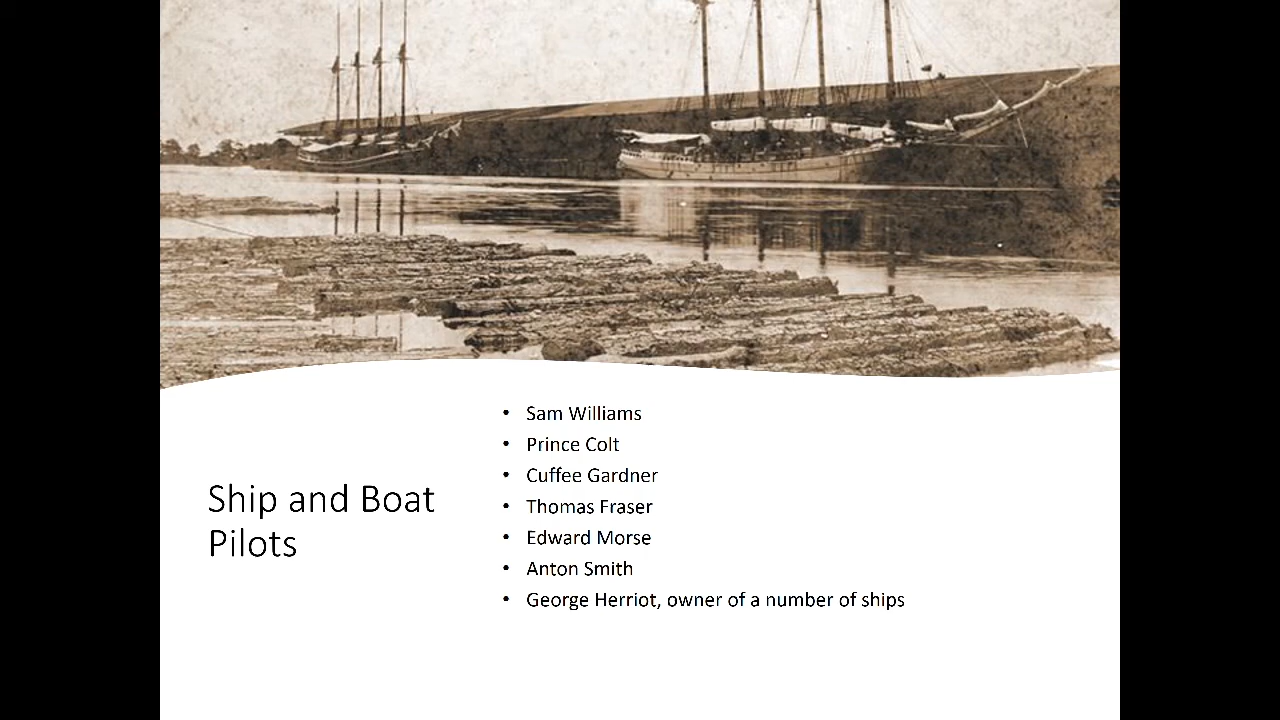 Ship and Boat
Pilots
• Sam Williams
• Prince Colt
• Cuffee Gardner
• Thomas Fraser
• Edward Morse
• Anton Smith
• George Herriot, owner of a number of ships